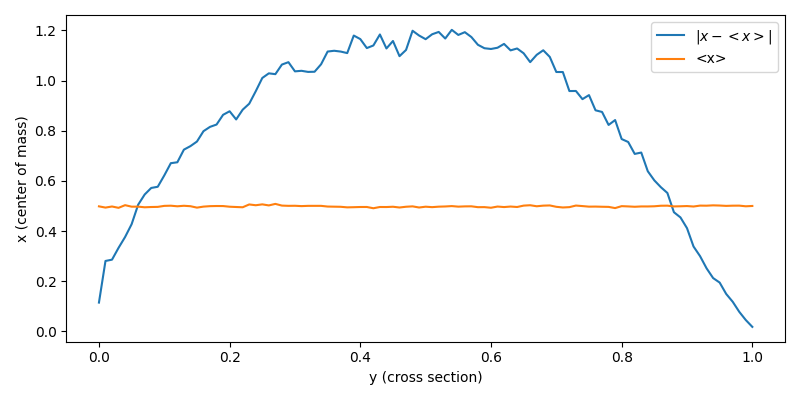 1.2
1.0
0.8
0.6
0.4
0.2
0.0
x (center of mass)
|x − < x > |
<x>
0.0 0.2 0.4 0.6 0.8 1.0
y (cross section)